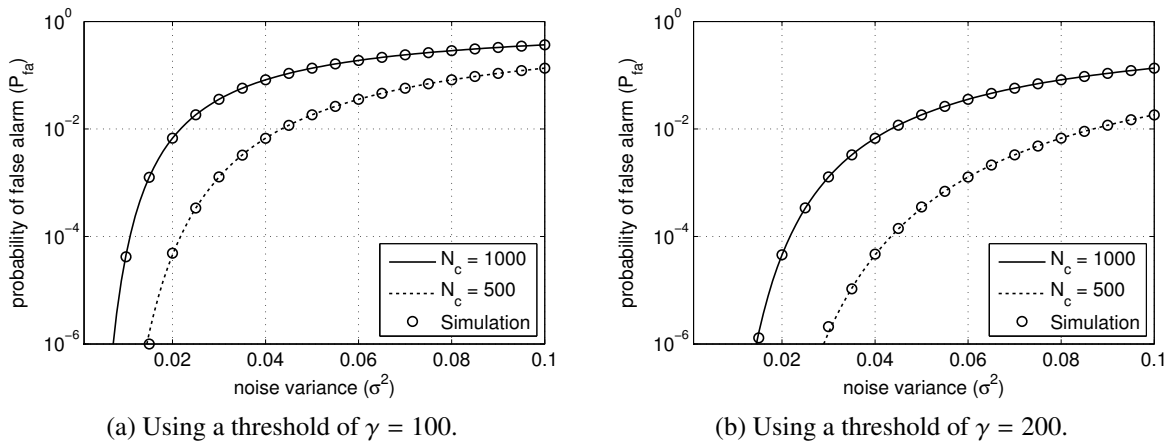 10^0
10^-2
10^-4
10^-6
probability of false alarm (P_fa)
0.02
0.04
0.06
0.08
0.1
noise variance (σ^2)
N_c = 1000
N_c = 500
Simulation
(a) Using a threshold of γ = 100.
10^0
10^-2
10^-4
10^-6
probability of false alarm (P_fa)
0.02
0.04
0.06
0.08
0.1
noise variance (σ^2)
N_c = 1000
N_c = 500
Simulation
(b) Using a threshold of γ = 200.